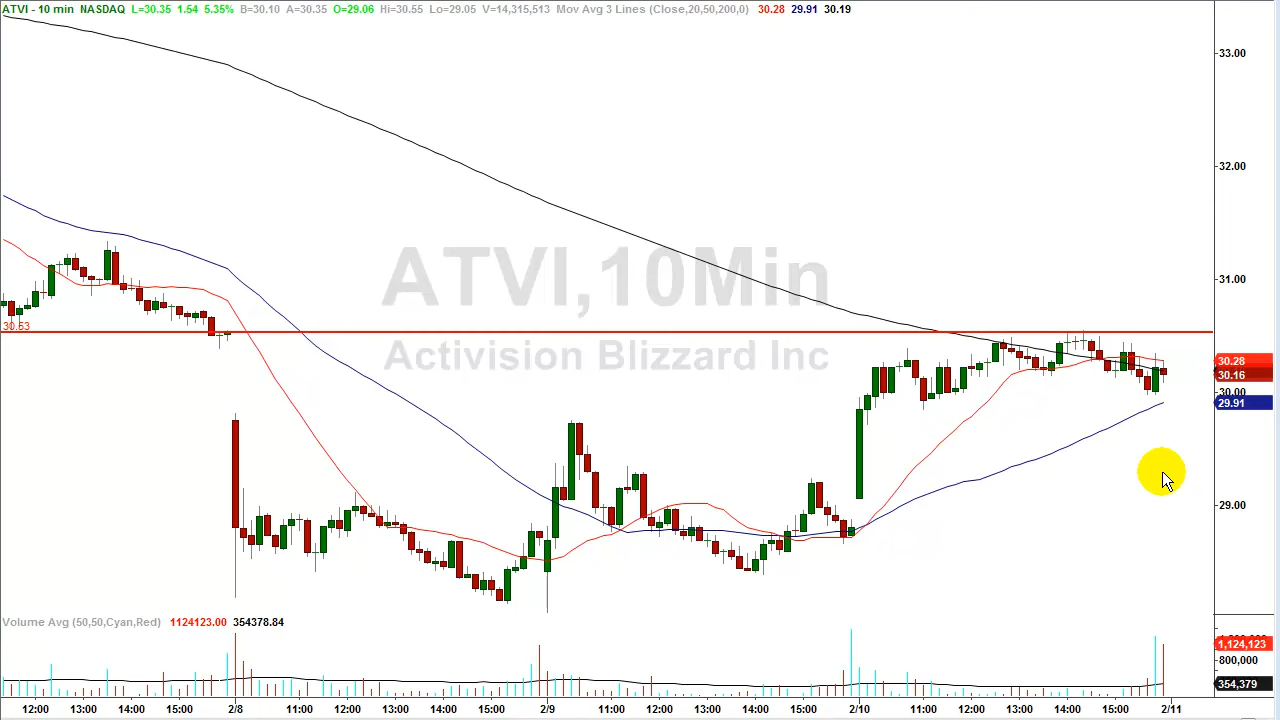 ATVI - 10 min NASDAQ L=30.35 1.54 5.35% B=30.10 A=30.35 O=29.06 Hi=30.55 Lo=29.05 V=14,315,513 Mov Avg 3 Lines (Close,20,50,200,0) 30.28 29.91 30.19
33.00
32.00
ATVI,10Min
31.00
30.53
Activision Blizzard Inc
30.28
30.16
30.00
29.91
29.00
Volume Avg (50,50,Cyan,Red) 1124123.00 354378.84
1,124,123
800,000
354,379
12:00 13:00 14:00 15:00 2/8 11:00 12:00 13:00 14:00 15:00 2/9 11:00 12:00 13:00 14:00 15:00 2/10 11:00 12:00 13:00 14:00 15:00 2/11